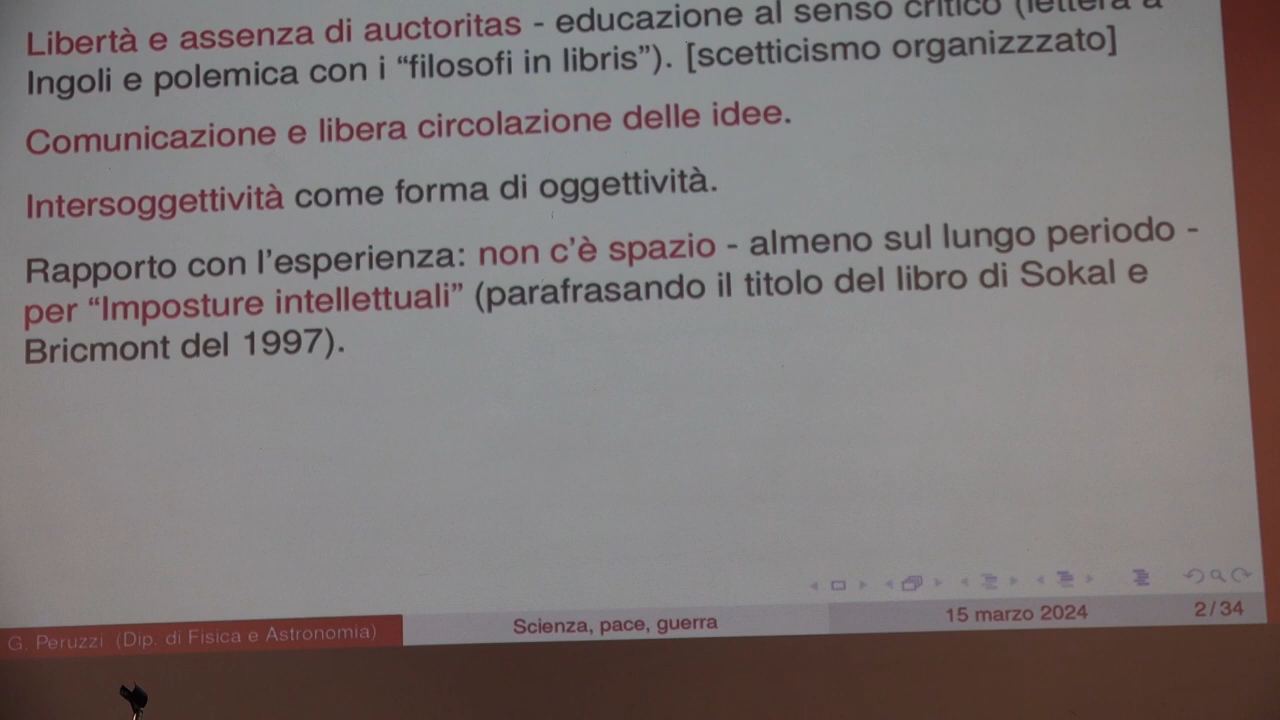 Libertà e assenza di auctoritas - educazione al senso critico (lettera a
Ingoli e polemica con i “filosofi in libris”). [scetticismo organizzzato]
Comunicazione e libera circolazione delle idee.
Intersoggettività come forma di oggettività.
Rapporto con l’esperienza: non c’è spazio - almeno sul lungo periodo -
per “Imposture intellettuali” (parafrasando il titolo del libro di Sokal e
Bricmont del 1997).
G. Peruzzi (Dip. di Fisica e Astronomia) Scienza, pace, guerra 15 marzo 2024 2/34